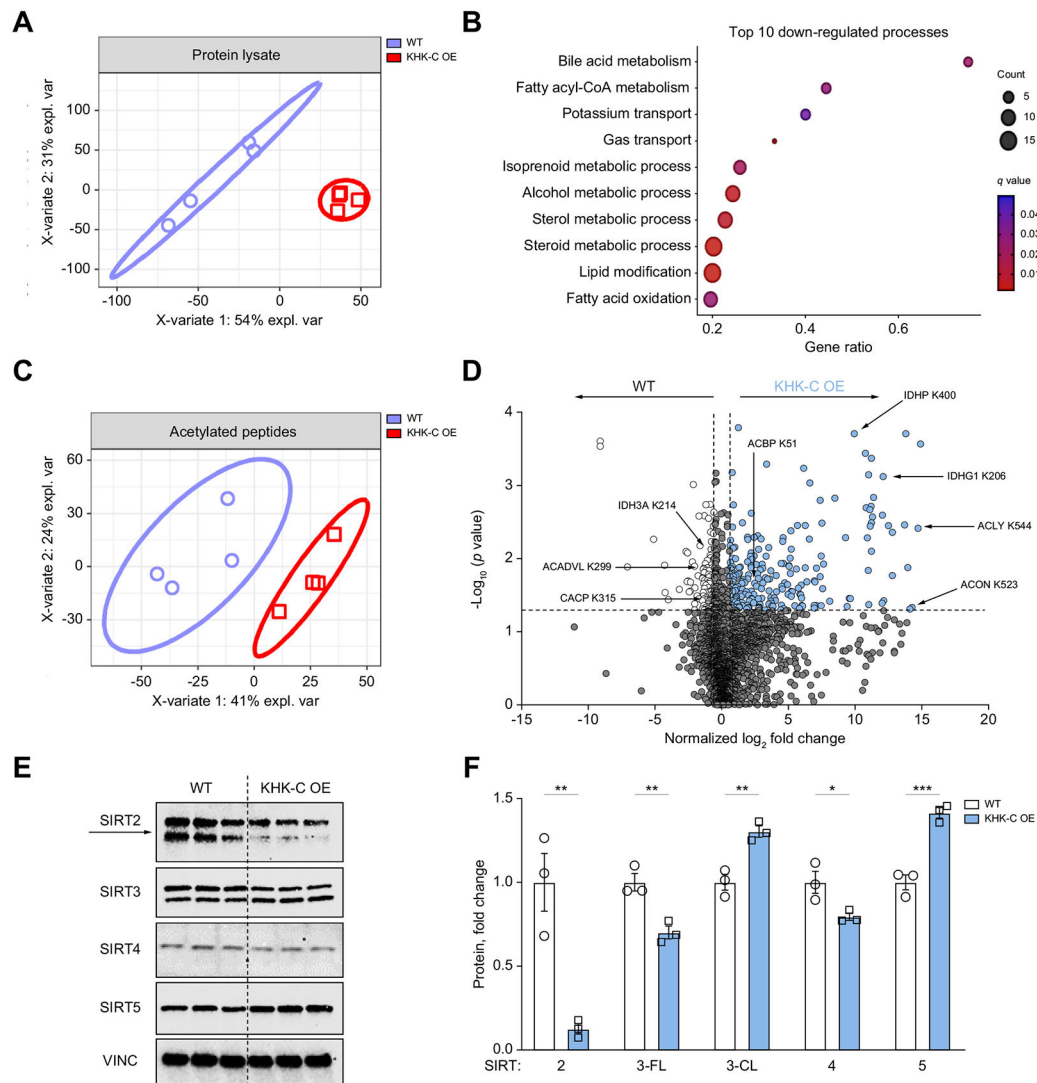 A
WT
KHK-C OE
Protein lysate
X-variate 2: 31% expl. var
100
50
0
-50
-100
-100
-50
0
50
X-variate 1: 54% expl. var
B
Top 10 down-regulated processes
Bile acid metabolism
Fatty acyl-CoA metabolism
Potassium transport
Gas transport
Isoprenoid metabolic process
Alcohol metabolic process
Sterol metabolic process
Steroid metabolic process
Lipid modification
Fatty acid oxidation
0.2
0.4
0.6
Gene ratio
Count
5
10
15
q value
0.04
0.03
0.02
0.01
C
WT
KHK-C OE
Acetylated peptides
X-variate 2: 24% expl. var
60
30
0
-30
-50
-25
0
25
50
X-variate 1: 41% expl. var
D
WT
KHK-C OE
IDHP K400
ACBP K51
IDHG1 K206
IDH3A K214
ACLY K544
ACADVL K299
ACON K523
CACP K315
-Log10 (p value)
4
3
2
1
0
-15
-10
-5
0
5
10
15
20
Normalized log2 fold change
E
WT
KHK-C OE
SIRT2
SIRT3
SIRT4
SIRT5
VINC
F
** ** ** * ***
WT
KHK-C OE
Protein, fold change
1.5
1.0
0.5
0.0
SIRT: 2 3-FL 3-CL 4 5